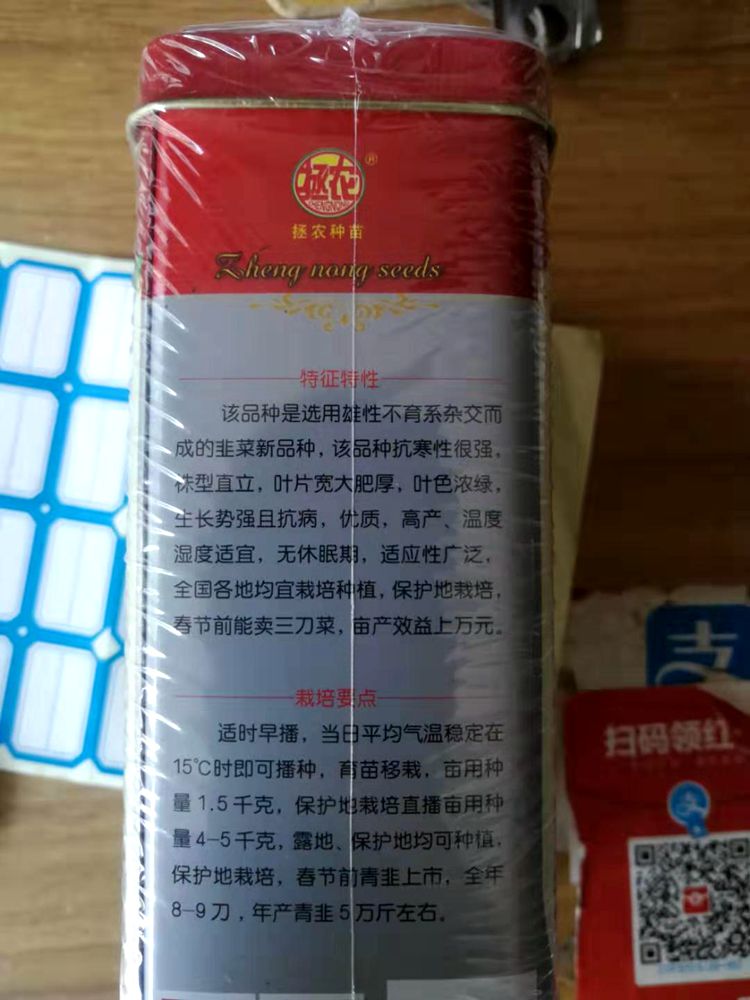 拯农
®
ZHENGNONG
拯农种苗
Zheng nong seeds
特征特性
该品种是选用雄性不育系杂交而
成的韭菜新品种，该品种抗寒性很强，
株型直立，叶片宽大肥厚，叶色浓绿，
生长势强且抗病，优质，高产、温度
湿度适宜，无休眠期，适应性广泛，
全国各地均宜栽培种植，保护地栽培，
春节前能卖三刀菜，亩产效益上万元。
栽培要点
适时早播，当日平均气温稳定在
15℃时即可播种，育苗移栽，亩用种
量1.5千克，保护地栽培直播亩用种
量4-5千克，露地、保护地均可种植，
保护地栽培，春节前青韭上市，全年
8-9刀，年产青韭5万斤左右。
支
扫码领红